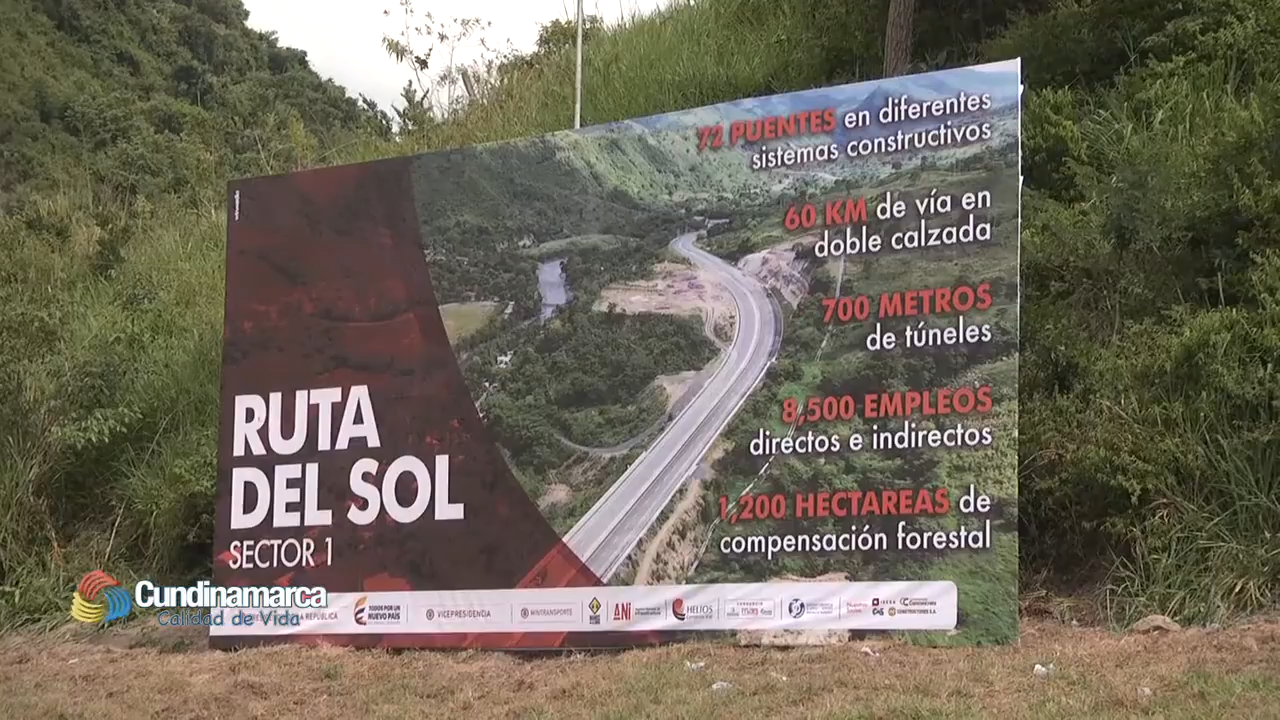 72 PUENTES en diferentes
sistemas constructivos
60 KM de vía en
doble calzada
700 METROS
de túneles
8,500 EMPLEOS
directos e indirectos
1,200 HECTAREAS de
compensación forestal
RUTA
DEL SOL
SECTOR 1
Cundinamarca
Calidad de Vida
REPÚBLICA
TODOS POR UN
NUEVO PAÍS
VICEPRESIDENCIA
MINTRANSPORTE
ANI
HELIOS
CONSTRUCTORES S.A.